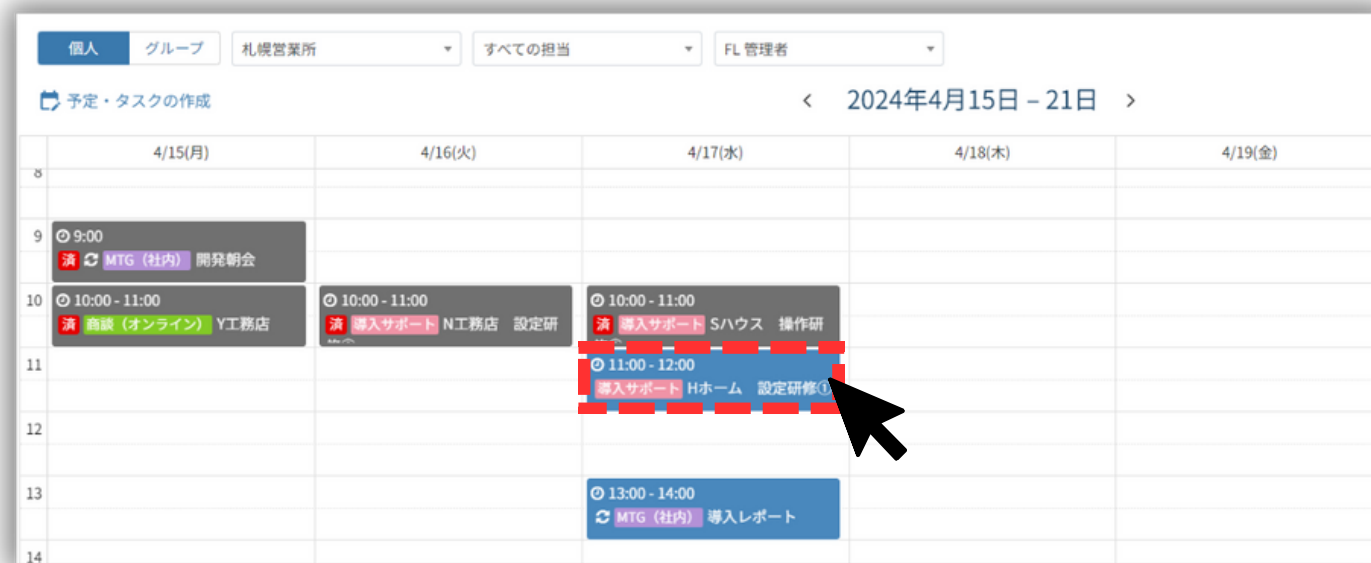 個人 グループ 札幌営業所 すべての担当 FL 管理者
予定・タスクの作成
2024年4月15日 – 21日
4/15(月) 4/16(火) 4/17(水) 4/18(木) 4/19(金)
8
9
9:00
済 MTG（社内） 開発朝会
10
10:00 - 11:00
済 商談（オンライン） Y工務店
10:00 - 11:00
済 導入サポート N工務店 設定研
10:00 - 11:00
済 導入サポート Sハウス 操作研
11
11:00 - 12:00
導入サポート Hホーム 設定研修①
12
13
13:00 - 14:00
MTG（社内） 導入レポート
14